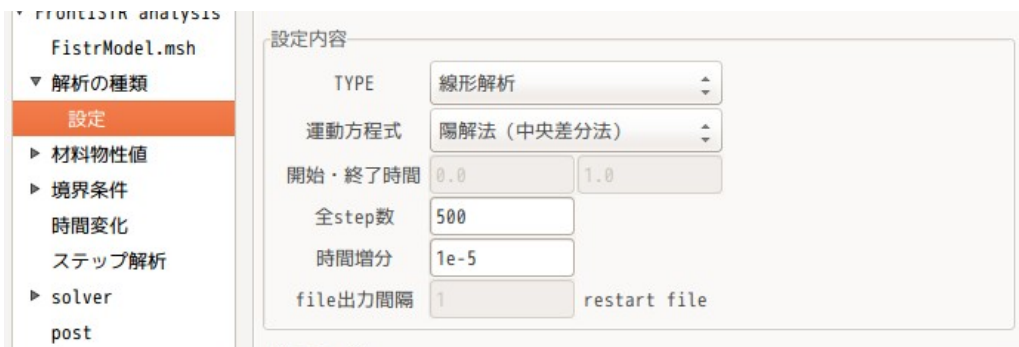 FrontISTR analysis
FistrModel.msh
▼ 解析の種類
設定
▶ 材料物性値
▶ 境界条件
時間変化
ステップ解析
▶ solver
post
設定内容
TYPE 線形解析
運動方程式 陽解法（中央差分法）
開始・終了時間 0.0 1.0
全step数 500
時間増分 1e-5
file出力間隔 1 restart file